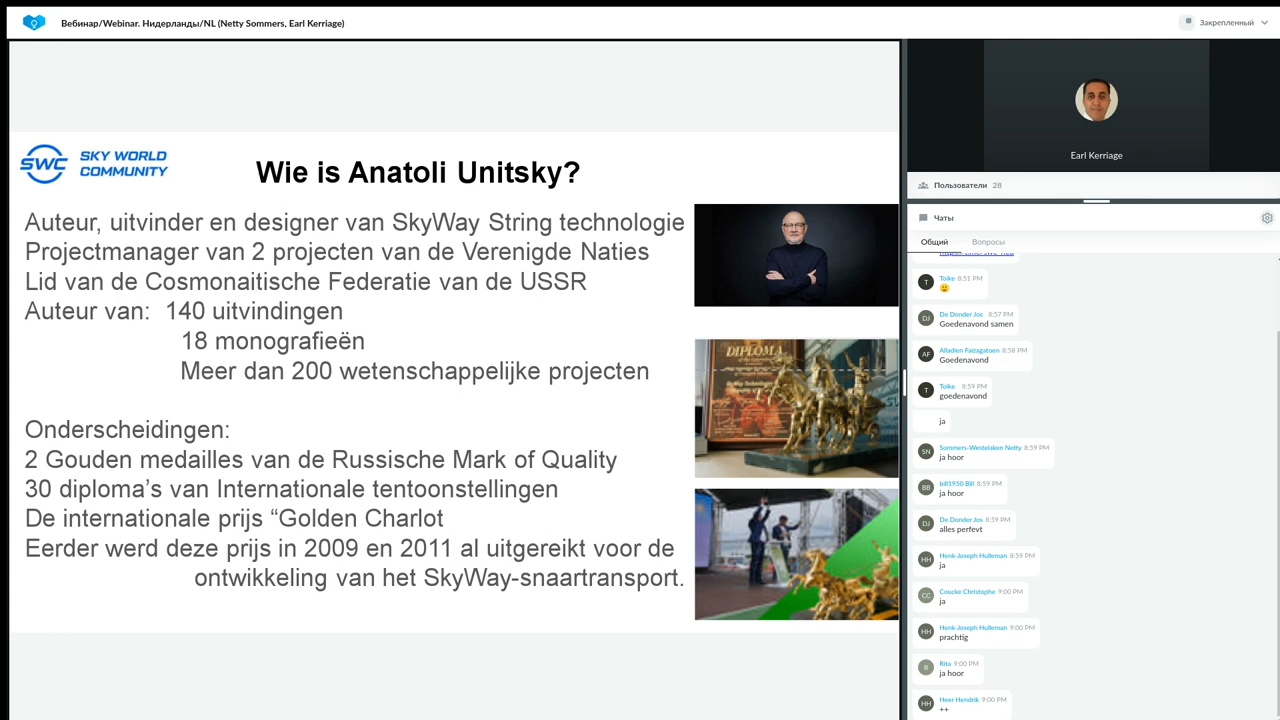 Вебинар/Webinar. Нидерланды/NL (Netty Sommers, Earl Kerriage)
Закрепленный
SWC SKY WORLD
COMMUNITY
Wie is Anatoli Unitsky?
Auteur, uitvinder en designer van SkyWay String technologie
Projectmanager van 2 projecten van de Verenigde Naties
Lid van de Cosmonaitische Federatie van de USSR
Auteur van: 140 uitvindingen
18 monografieën
Meer dan 200 wetenschappelijke projecten
Onderscheidingen:
2 Gouden medailles van de Russische Mark of Quality
30 diploma’s van Internationale tentoonstellingen
De internationale prijs “Golden Charlot
Eerder werd deze prijs in 2009 en 2011 al uitgereikt voor de
ontwikkeling van het SkyWay-snaartransport.
DIPLOMA
Earl Kerriage
Пользователи 28
Чаты
Общий Вопросы
T Toike 8:51 PM
🙂
DJ De Donder Jos 8:57 PM
Goedenavond samen
AF Alladien Faizagatoen 8:58 PM
Goedenavond
T Toike 8:59 PM
goedenavond
ja
SN Sommers-Westelaken Netty 8:59 PM
ja hoor
BB bill1950 Bill 8:59 PM
ja hoor
DJ De Donder Jos 8:59 PM
alles perfevt
HH Henk-Joseph Hulleman 8:59 PM
ja
CC Coucke Christophe 9:00 PM
ja
HH Henk-Joseph Hulleman 9:00 PM
prachtig
R Rita 9:00 PM
ja hoor
HH Heer Hendrik 9:00 PM
++